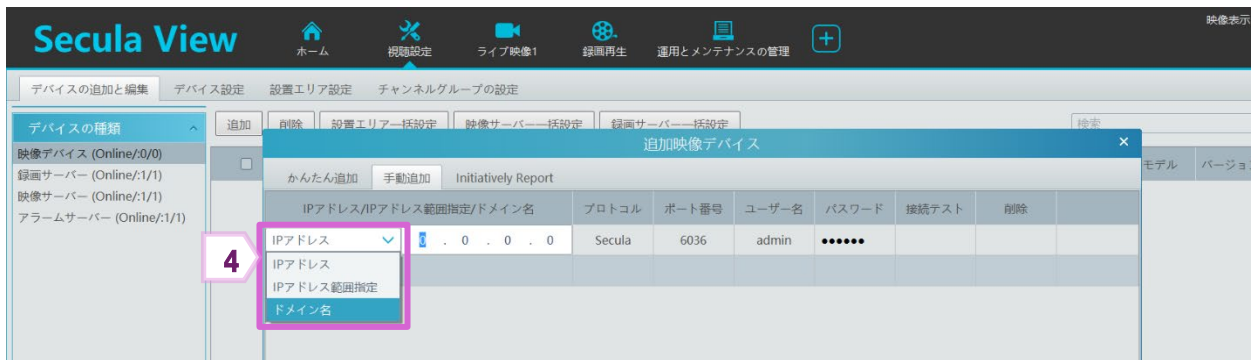 Secula View
ホーム
視聴設定
ライブ映像1
録画再生
運用とメンテナンスの管理
映像表示
デバイスの追加と編集 デバイス設定 設置エリア設定 チャンネルグループの設定
デバイスの種類
追加 削除 設置エリア一括設定 映像サーバー一括設定 録画サーバー一括設定 検索
映像デバイス (Online/:0/0)
録画サーバー (Online/:1/1)
映像サーバー (Online/:1/1)
アラームサーバー (Online/:1/1)
モデル バージョ
追加映像デバイス ×
かんたん追加 手動追加 Initiatively Report
IPアドレス/IPアドレス範囲指定/ドメイン名 プロトコル ポート番号 ユーザー名 パスワード 接続テスト 削除
IPアドレス 0 . 0 . 0 . 0 Secula 6036 admin ●●●●●●
4
IPアドレス
IPアドレス範囲指定
ドメイン名